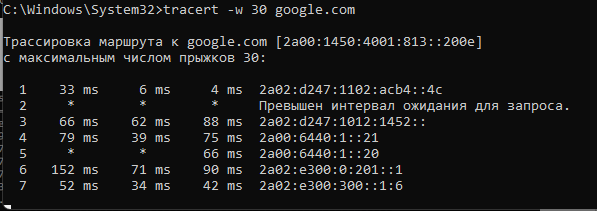 C:\Windows\System32>tracert -w 30 google.com
Трассировка маршрута к google.com [2a00:1450:4001:813::200e]
с максимальным числом прыжков 30:
1 33 ms 6 ms 4 ms 2a02:d247:1102:acb4::4c
2 * * * Превышен интервал ожидания для запроса.
3 66 ms 62 ms 88 ms 2a02:d247:1012:1452::
4 79 ms 39 ms 75 ms 2a00:6440:1::21
5 * * 66 ms 2a00:6440:1::20
6 152 ms 71 ms 90 ms 2a02:e300:0:201::1
7 52 ms 34 ms 42 ms 2a02:e300:300::1:6